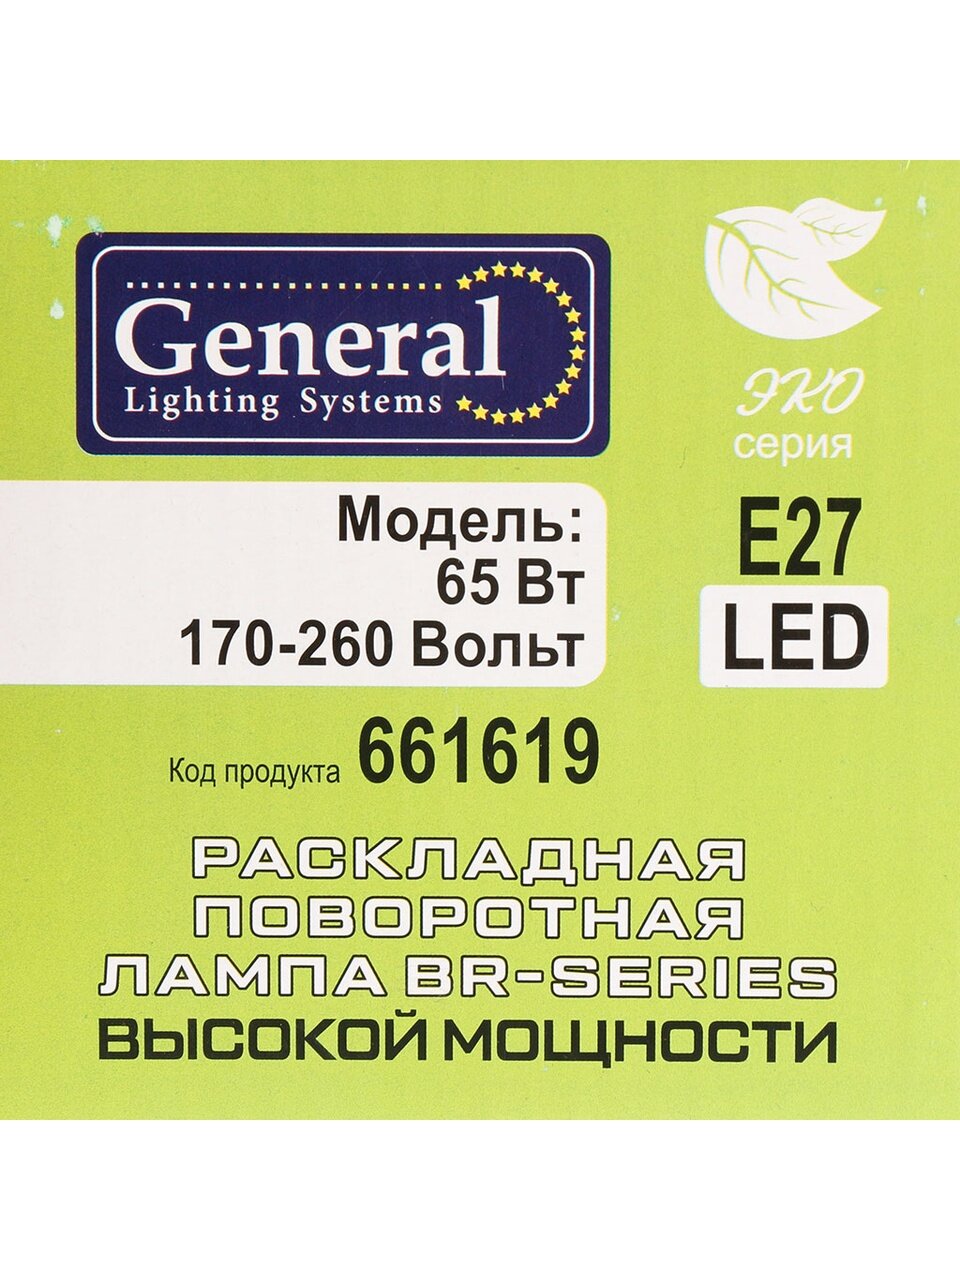 General
Lighting Systems
ЭКО
серия
Модель:
65 Вт
170-260 Вольт
E27
LED
Код продукта 661619
РАСКЛАДНАЯ
ПОВОРОТНАЯ
ЛАМПА BR-SERIES
ВЫСОКОЙ МОЩНОСТИ